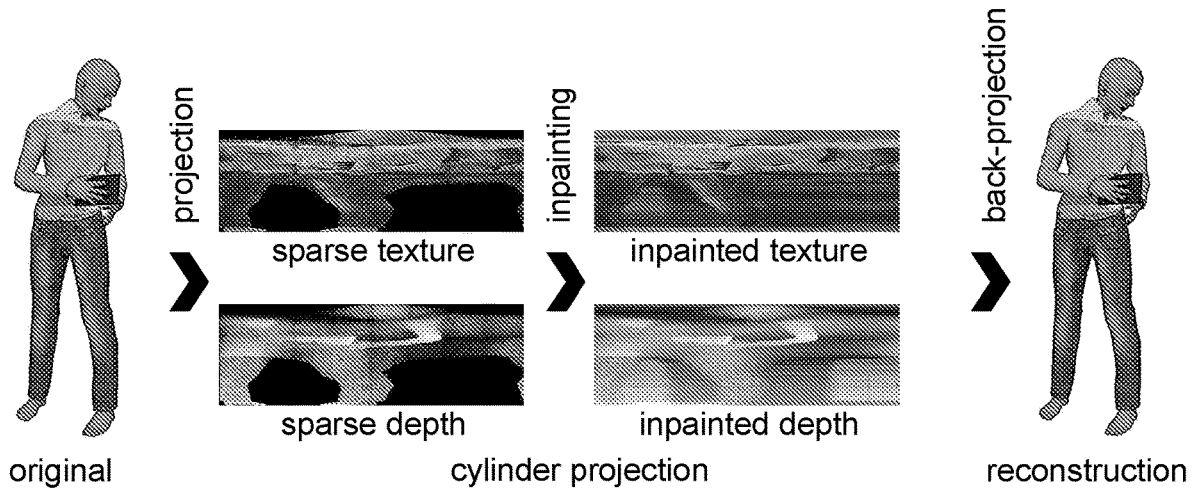 projection
inpainting
back-projection
sparse texture
inpainted texture
sparse depth
inpainted depth
original
cylinder projection
reconstruction